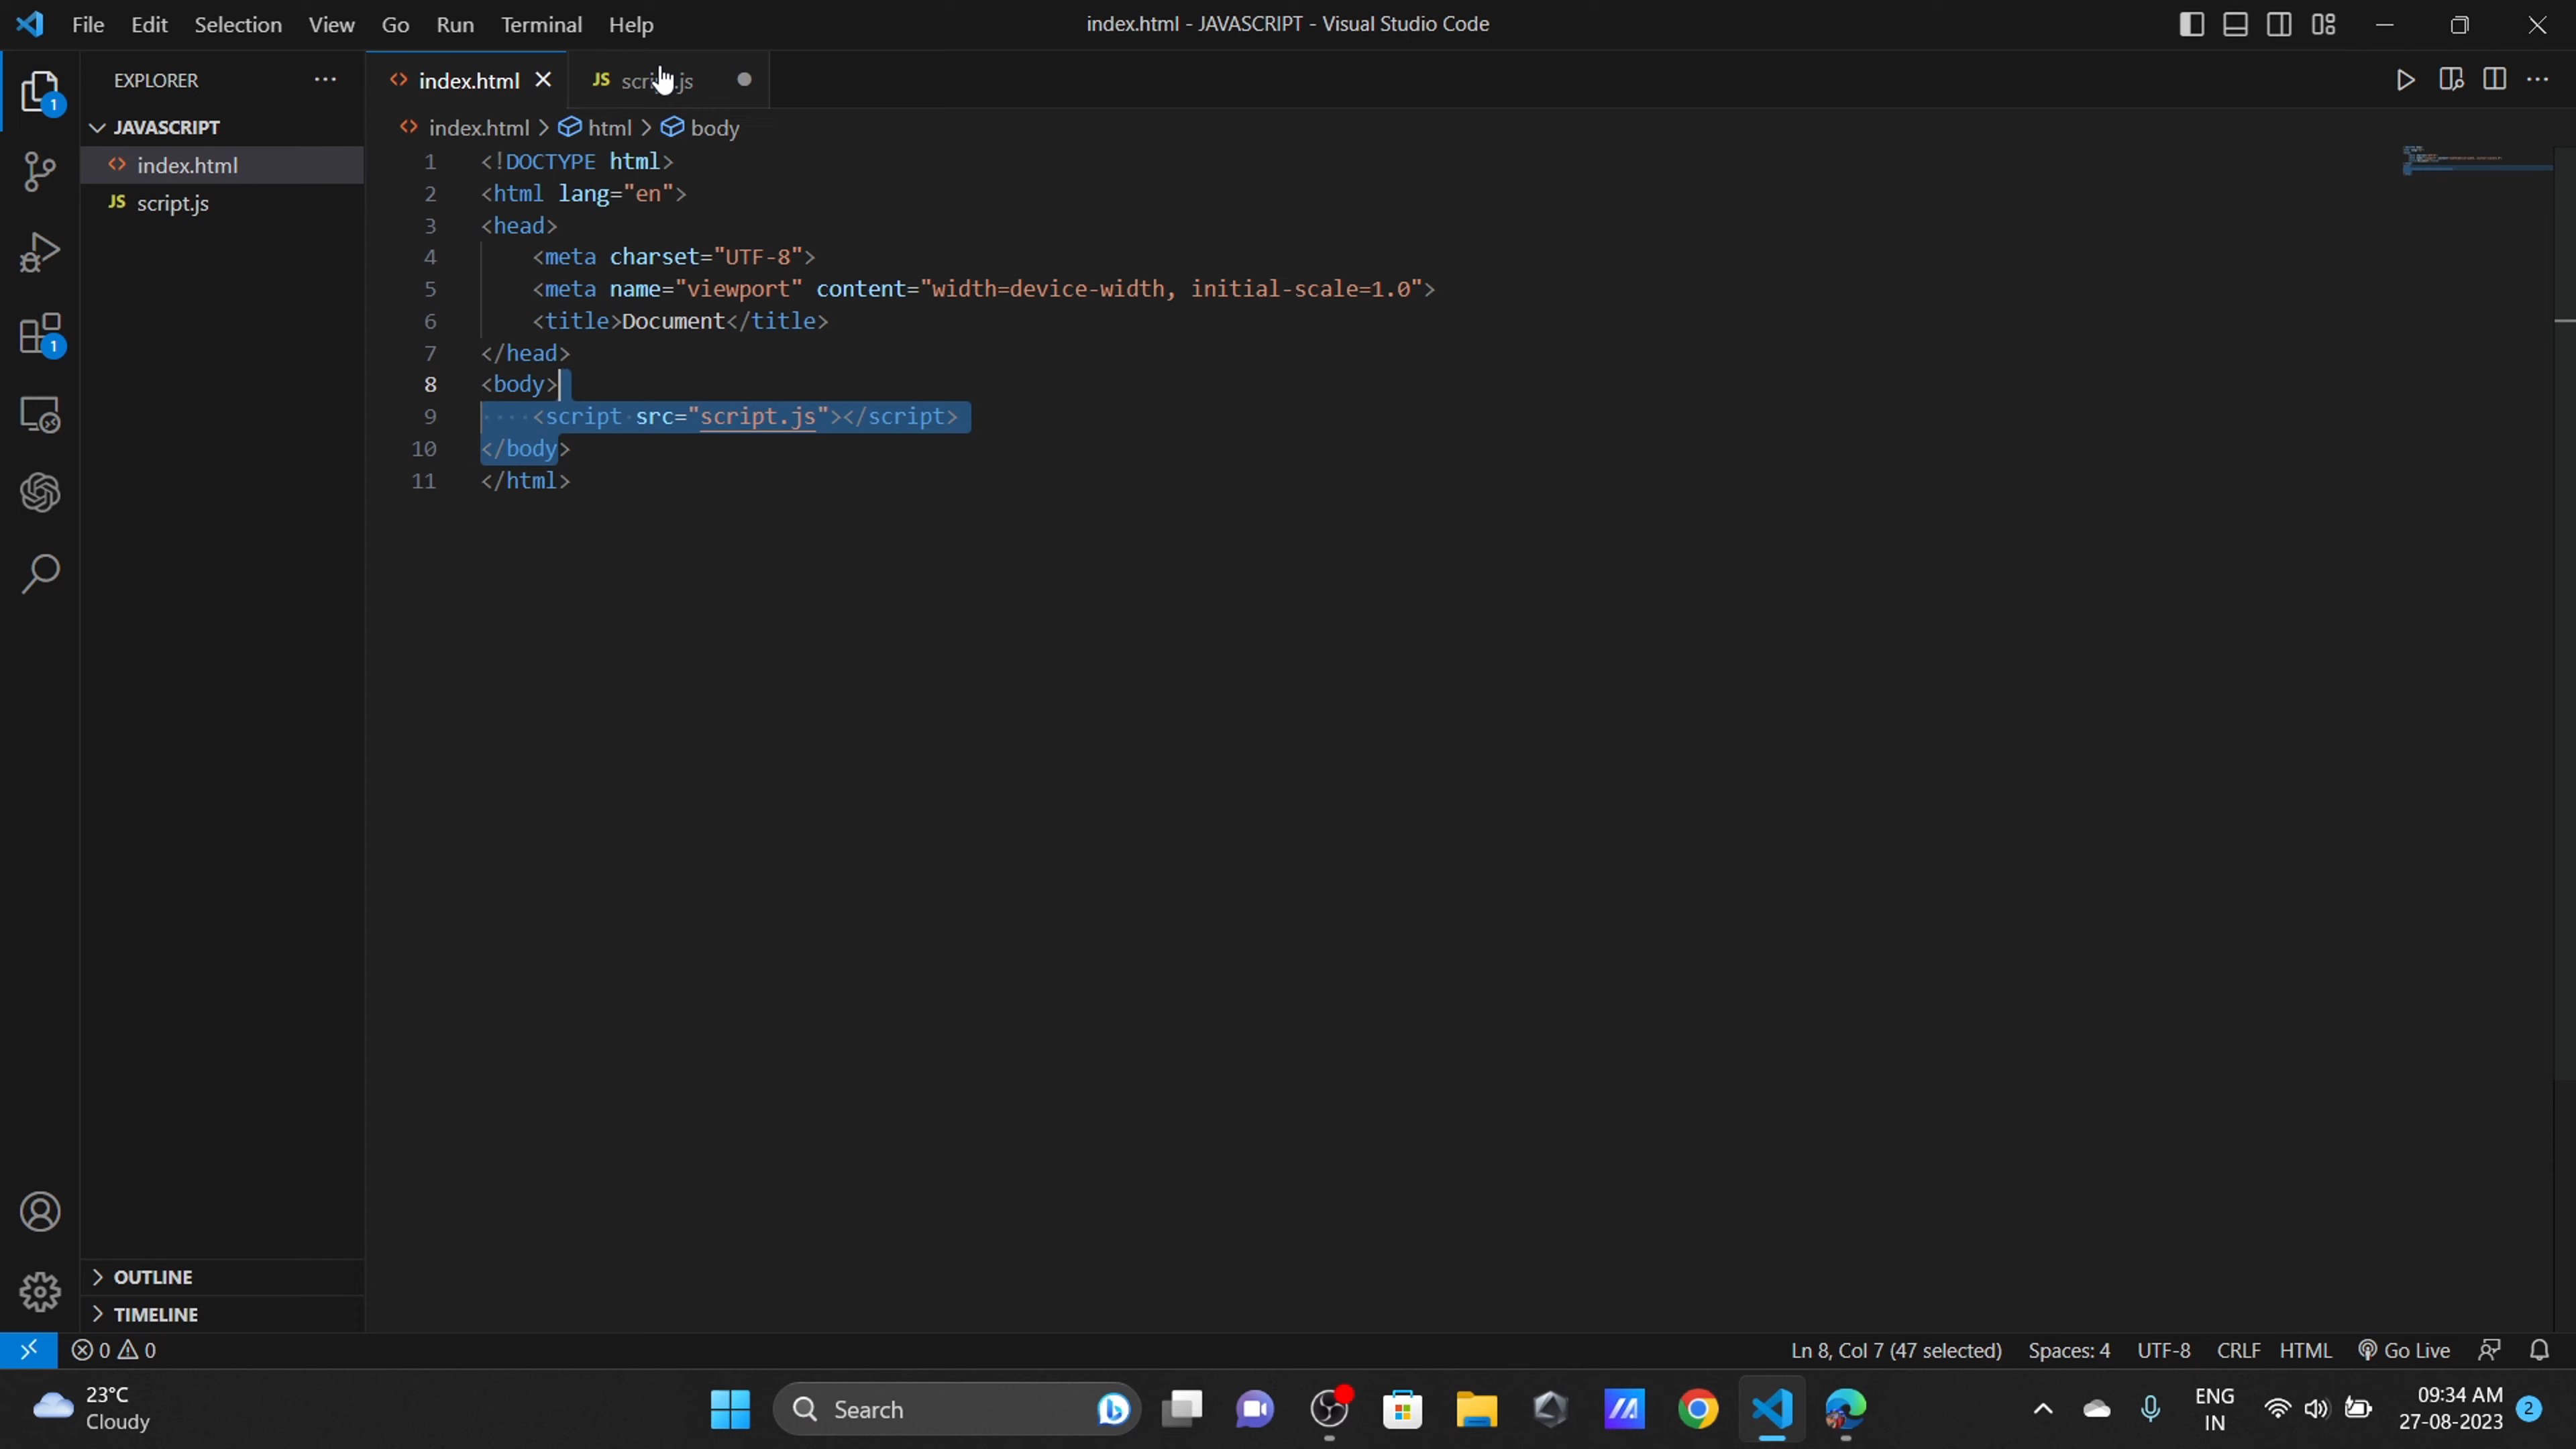 File Edit Selection View Go Run Terminal Help
index.html - JAVASCRIPT - Visual Studio Code
EXPLORER
index.html
JS script.js
1
JAVASCRIPT
index.html
JS script.js
1
index.html > html > body
1 <!DOCTYPE html>
2 <html lang="en">
3 <head>
4 <meta charset="UTF-8">
5 <meta name="viewport" content="width=device-width, initial-scale=1.0">
6 <title>Document</title>
7 </head>
8 <body>
9 <script src="script.js"></script>
10 </body>
11 </html>
OUTLINE
TIMELINE
0 0
Ln 8, Col 7 (47 selected) Spaces: 4 UTF-8 CRLF HTML Go Live
23°C
Cloudy
Search
ENG
IN
09:34 AM
27-08-2023
2